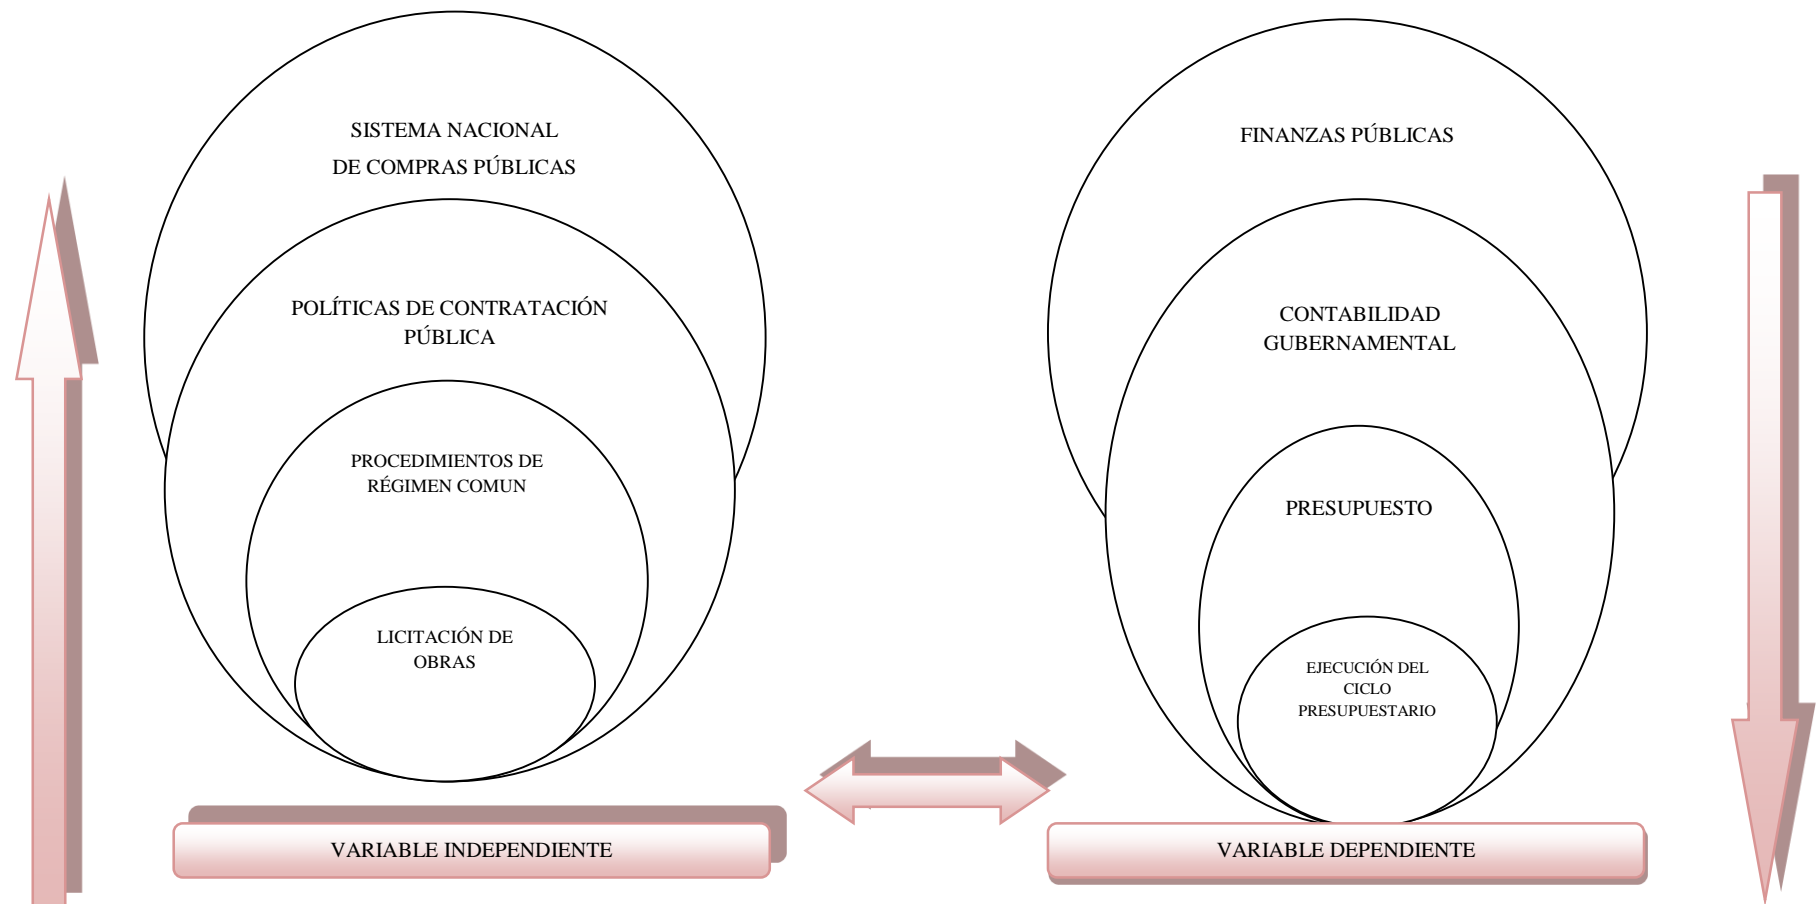 SISTEMA NACIONAL
DE COMPRAS PÚBLICAS
POLÍTICAS DE CONTRATACIÓN
PÚBLICA
PROCEDIMIENTOS DE
RÉGIMEN COMUN
LICITACIÓN DE
OBRAS
VARIABLE INDEPENDIENTE
FINANZAS PÚBLICAS
CONTABILIDAD
GUBERNAMENTAL
PRESUPUESTO
EJECUCIÓN DEL
CICLO
PRESUPUESTARIO
VARIABLE DEPENDIENTE